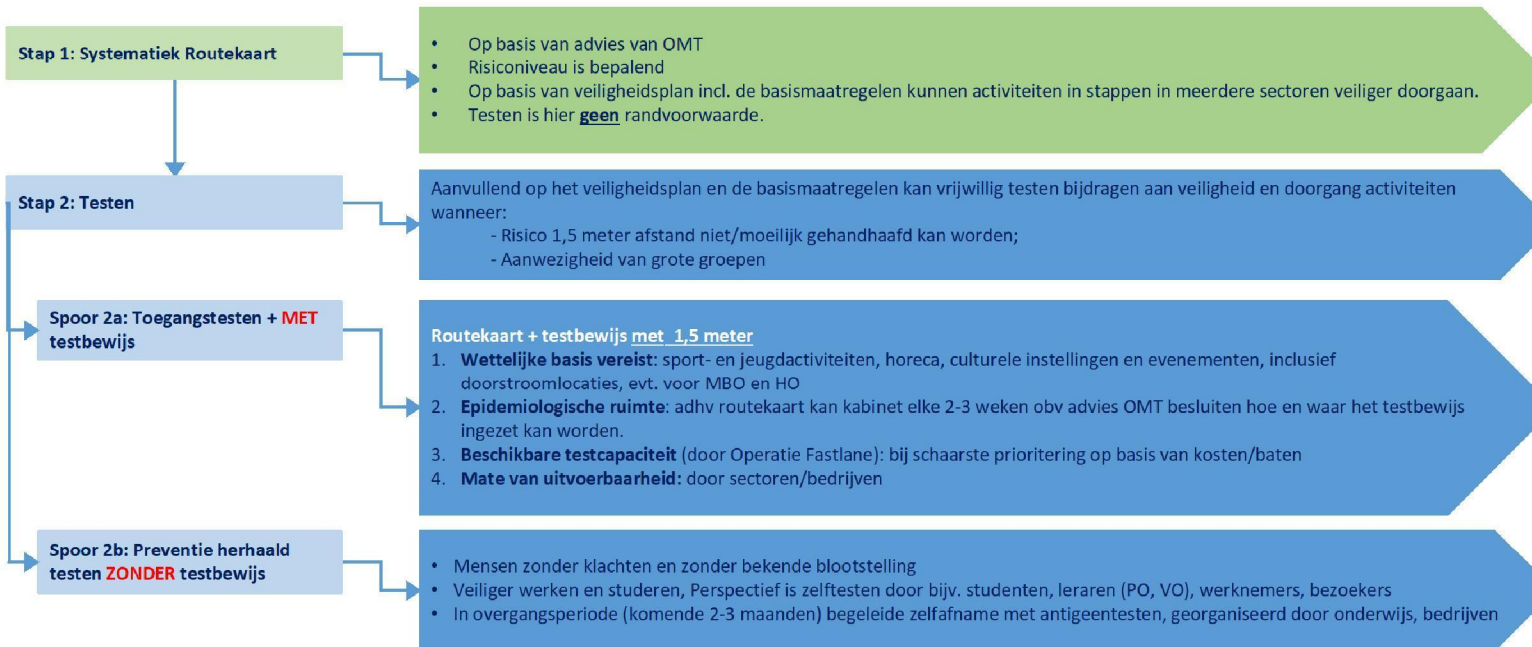 Stap 1: Systematiek Routekaart
• Op basis van advies van OMT
• Risiconiveau is bepalend
• Op basis van veiligheidsplan incl. de basismaatregelen kunnen activiteiten in stappen in meerdere sectoren veiliger doorgaan.
• Testen is hier geen randvoorwaarde.
Stap 2: Testen
Aanvullend op het veiligheidsplan en de basismaatregelen kan vrijwillig testen bijdragen aan veiligheid en doorgang activiteiten
wanneer:
- Risico 1,5 meter afstand niet/moeilijk gehandhaafd kan worden;
- Aanwezigheid van grote groepen
Spoor 2a: Toegangstesten + MET
testbewijs
Routekaart + testbewijs met 1,5 meter
1. Wettelijke basis vereist: sport- en jeugdactiviteiten, horeca, culturele instellingen en evenementen, inclusief
doorstroomlocaties, evt. voor MBO en HO
2. Epidemiologische ruimte: adhv routekaart kan kabinet elke 2-3 weken obv advies OMT besluiten hoe en waar het testbewijs
ingezet kan worden.
3. Beschikbare testcapaciteit (door Operatie Fastlane): bij schaarste prioritering op basis van kosten/baten
4. Mate van uitvoerbaarheid: door sectoren/bedrijven
Spoor 2b: Preventie herhaald
testen ZONDER testbewijs
• Mensen zonder klachten en zonder bekende blootstelling
• Veiliger werken en studeren, Perspectief is zelftesten door bijv. studenten, leraren (PO, VO), werknemers, bezoekers
• In overgangsperiode (komende 2-3 maanden) begeleide zelfafname met antigeentesten, georganiseerd door onderwijs, bedrijven